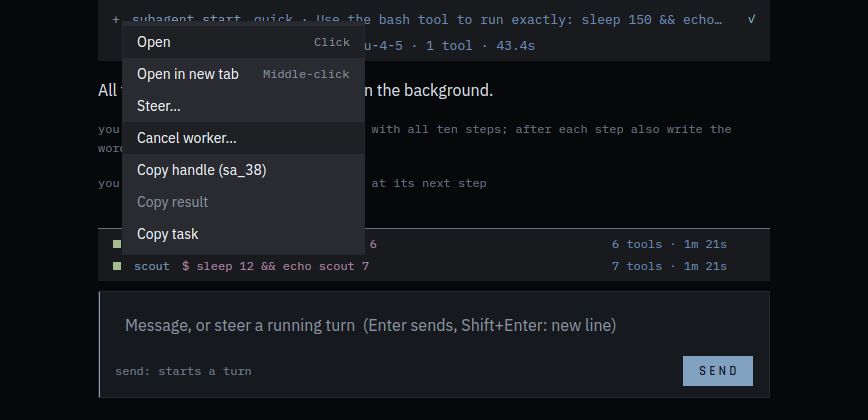 + subagent_start quick · Use the bash tool to run exactly: sleep 150 && echo… √
Open Click
u-4-5 · 1 tool · 43.4s
Open in new tab Middle-click
All n the background.
Steer...
you with all ten steps; after each step also write the
Cancel worker...
word
Copy handle (sa_38)
you at its next step
Copy result
Copy task
6 6 tools · 1m 21s
scout $ sleep 12 && echo scout 7 7 tools · 1m 21s
Message, or steer a running turn (Enter sends, Shift+Enter: new line)
send: starts a turn SEND